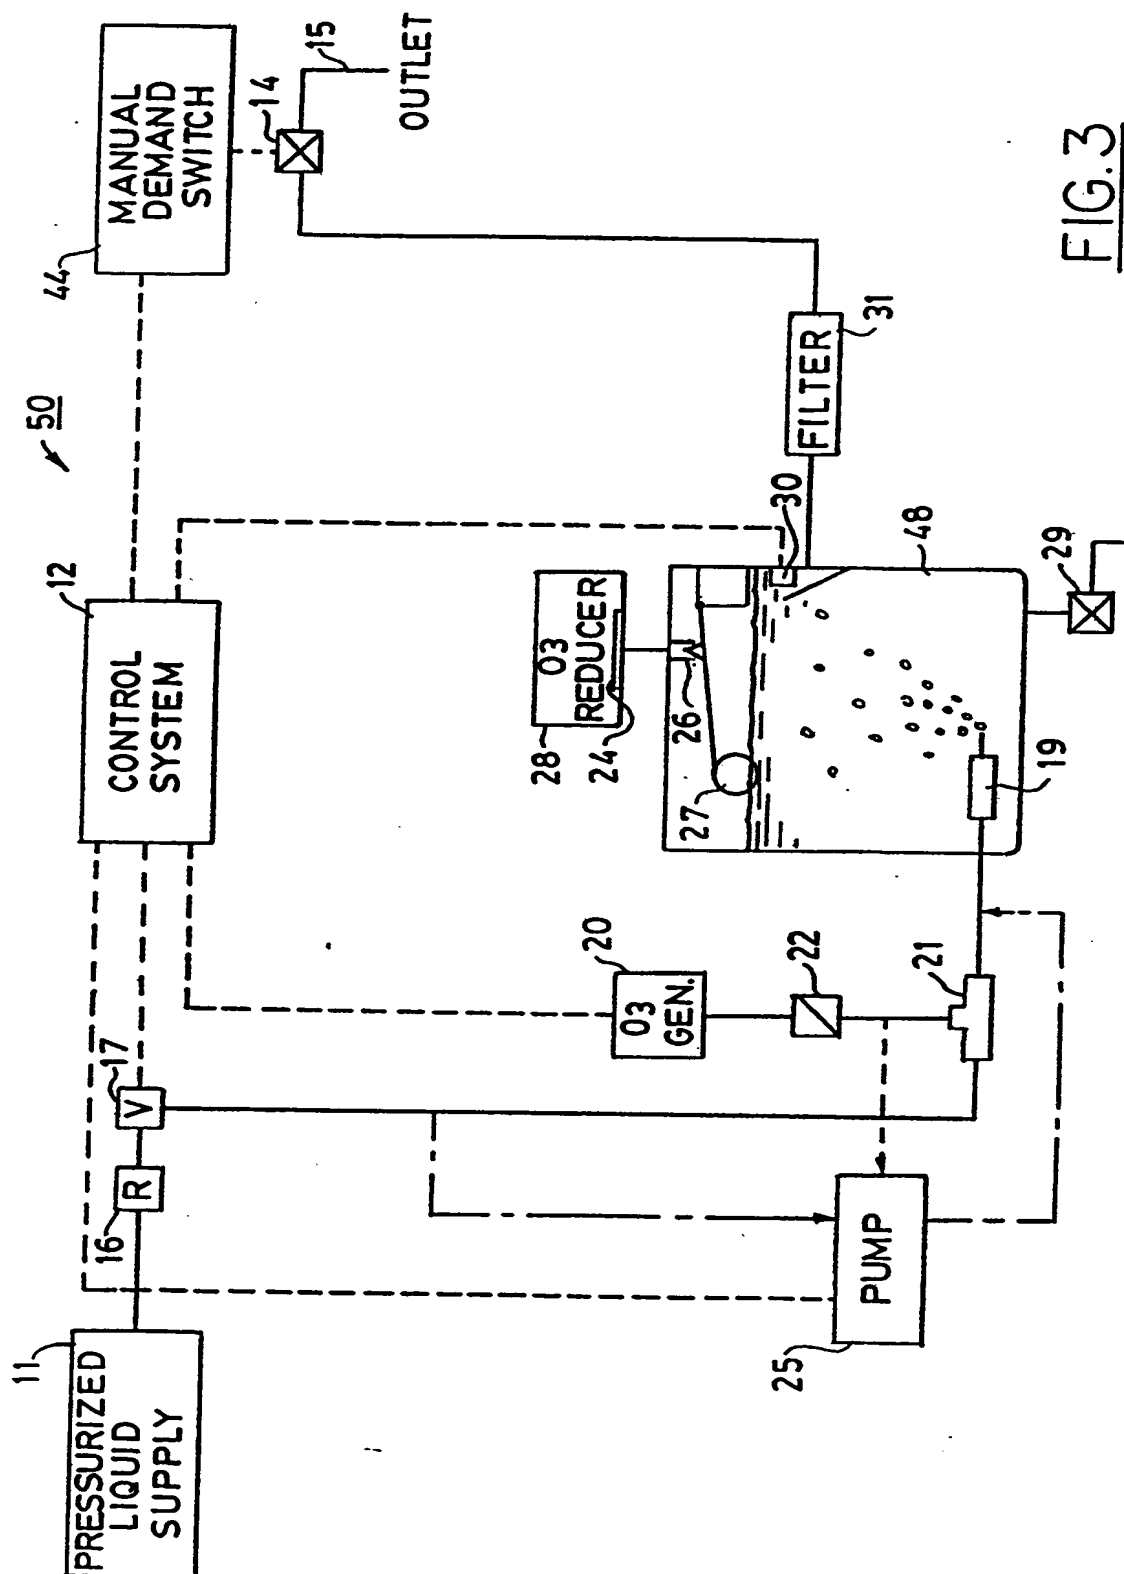 11
PRESSURIZED
LIQUID
SUPPLY
16
R
17
V
12
CONTROL
SYSTEM
50
44
MANUAL
DEMAND
SWITCH
14
15
OUTLET
20
O3
GEN.
22
21
25
PUMP
28
O3
REDUCER
24
26
27
30
FILTER
31
48
19
29
FIG.3